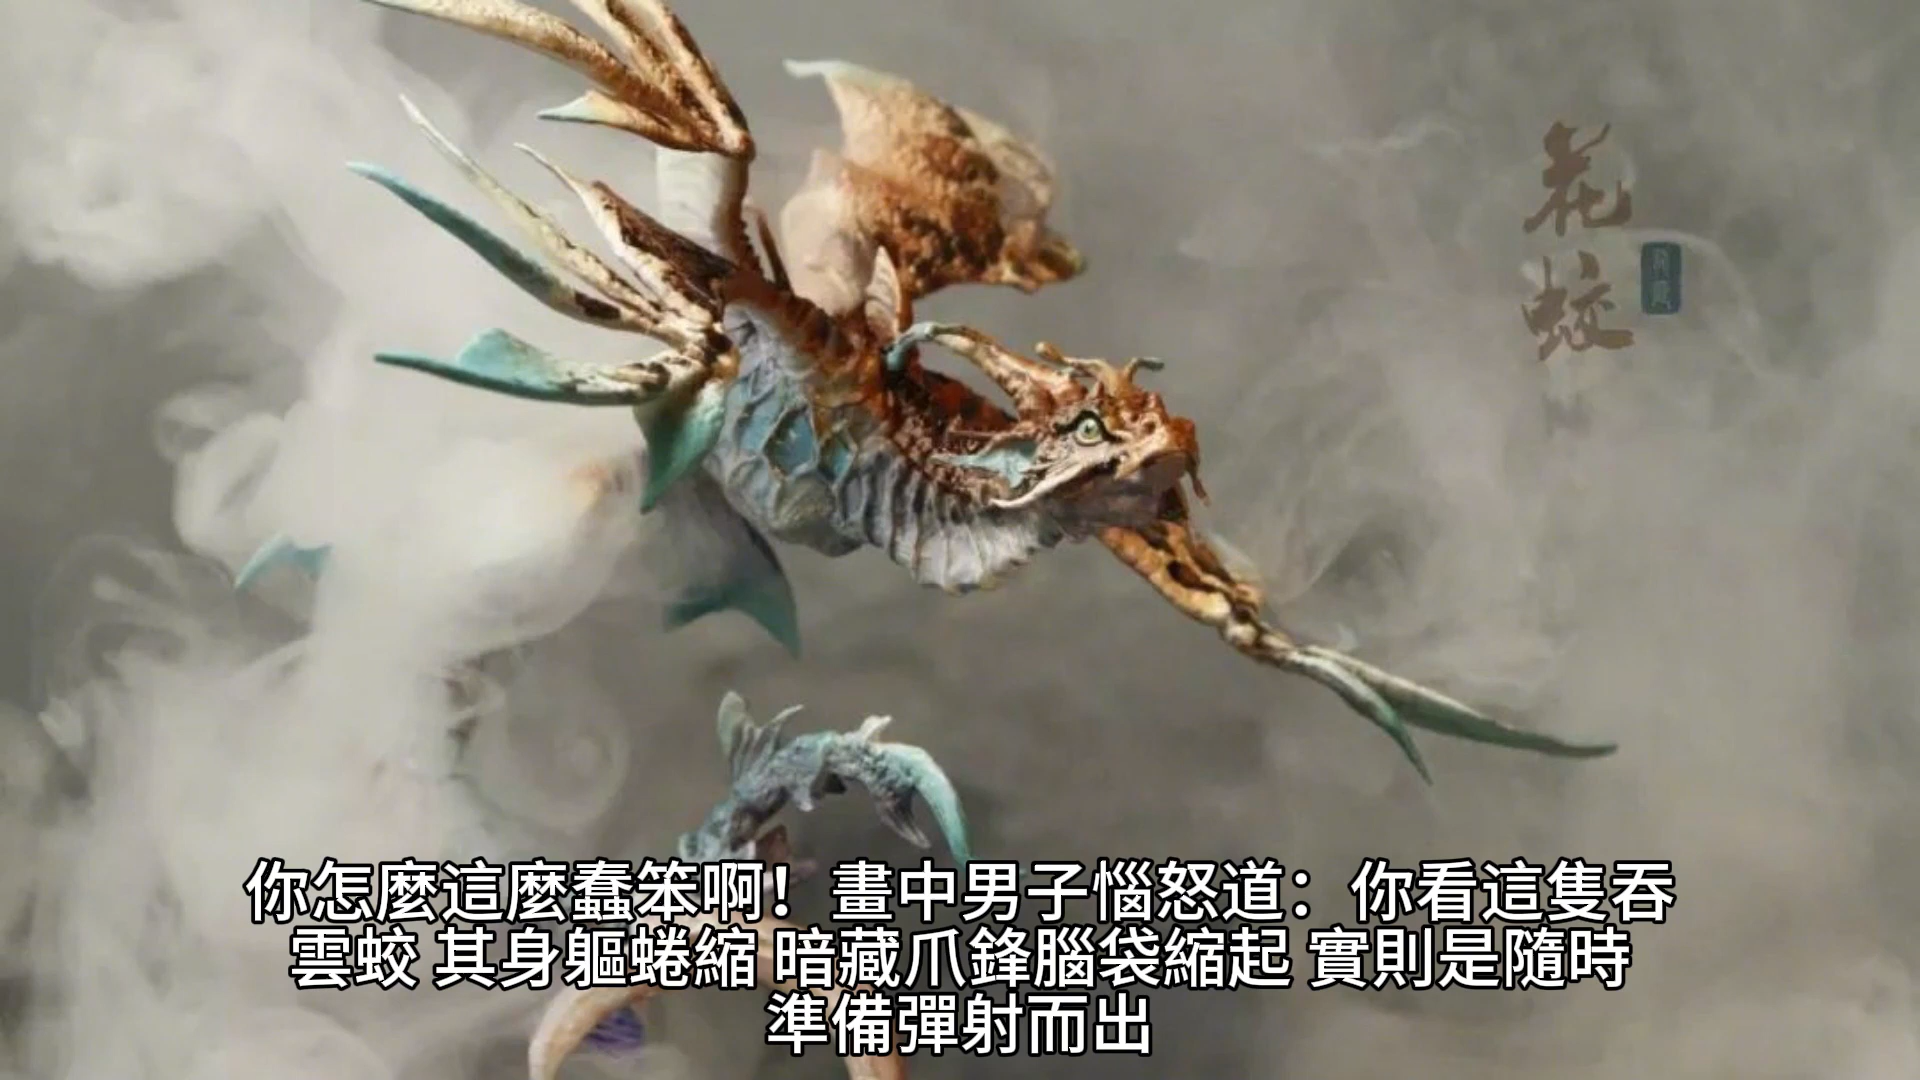 花蛟
你怎麼這麼蠢笨啊！畫中男子惱怒道：你看這隻吞
雲蛟 其身軀蜷縮 暗藏爪鋒腦袋縮起 實則是隨時
準備彈射而出